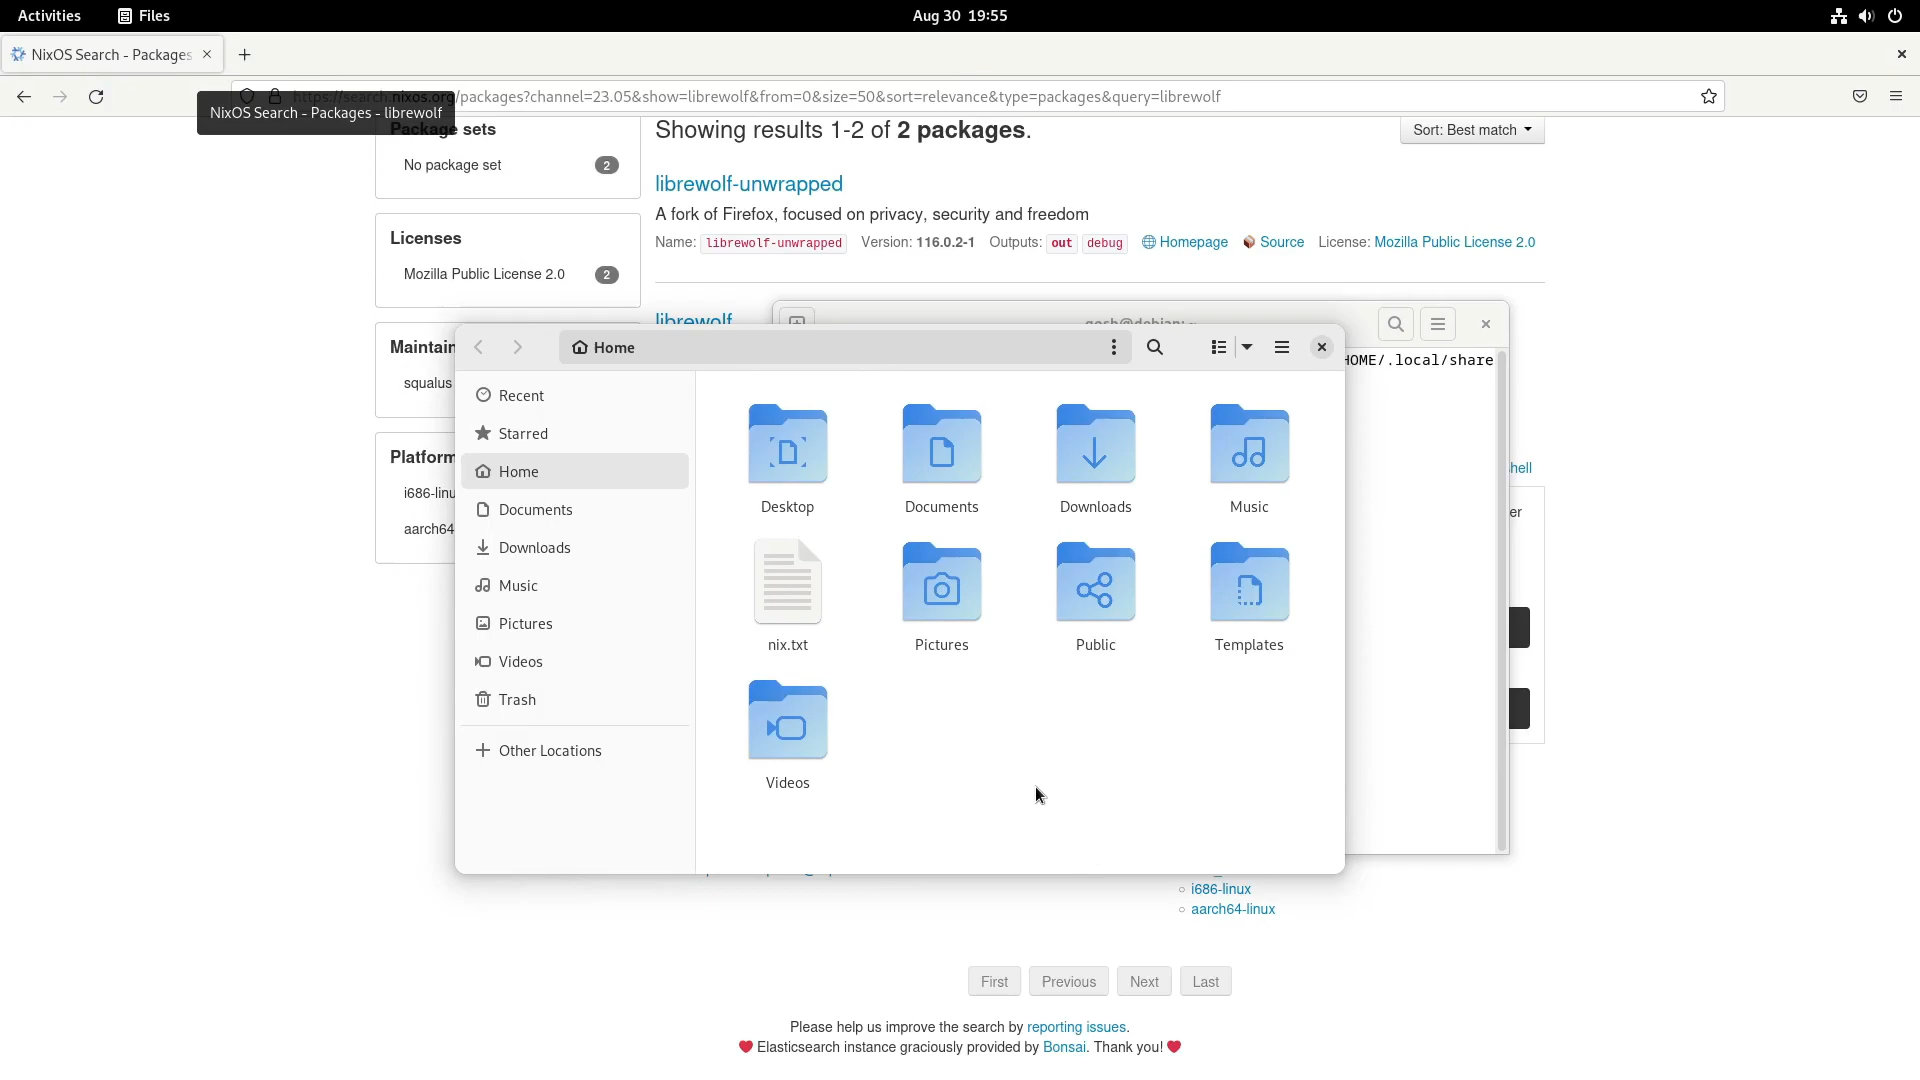 Activities
Files
Aug 30 19:55
NixOS Search - Packages
https://search.nixos.org/packages?channel=23.05&show=librewolf&from=0&size=50&sort=relevance&type=packages&query=librewolf
NixOS Search - Packages - librewolf
Package sets
No package set 2
Licenses
Mozilla Public License 2.0 2
squalus
i686-linu
aarch64
Showing results 1-2 of 2 packages.
Sort: Best match
librewolf-unwrapped
A fork of Firefox, focused on privacy, security and freedom
Name: librewolf-unwrapped Version: 116.0.2-1 Outputs: out debug Homepage Source License: Mozilla Public License 2.0
librewolf
HOME/.local/share
hell
er
Maintain
Platform
Home
Recent
Starred
Home
Documents
Downloads
Music
Pictures
Videos
Trash
Other Locations
Desktop
Documents
Downloads
Music
nix.txt
Pictures
Public
Templates
Videos
i686-linux
aarch64-linux
First Previous Next Last
Please help us improve the search by reporting issues.
Elasticsearch instance graciously provided by Bonsai. Thank you!